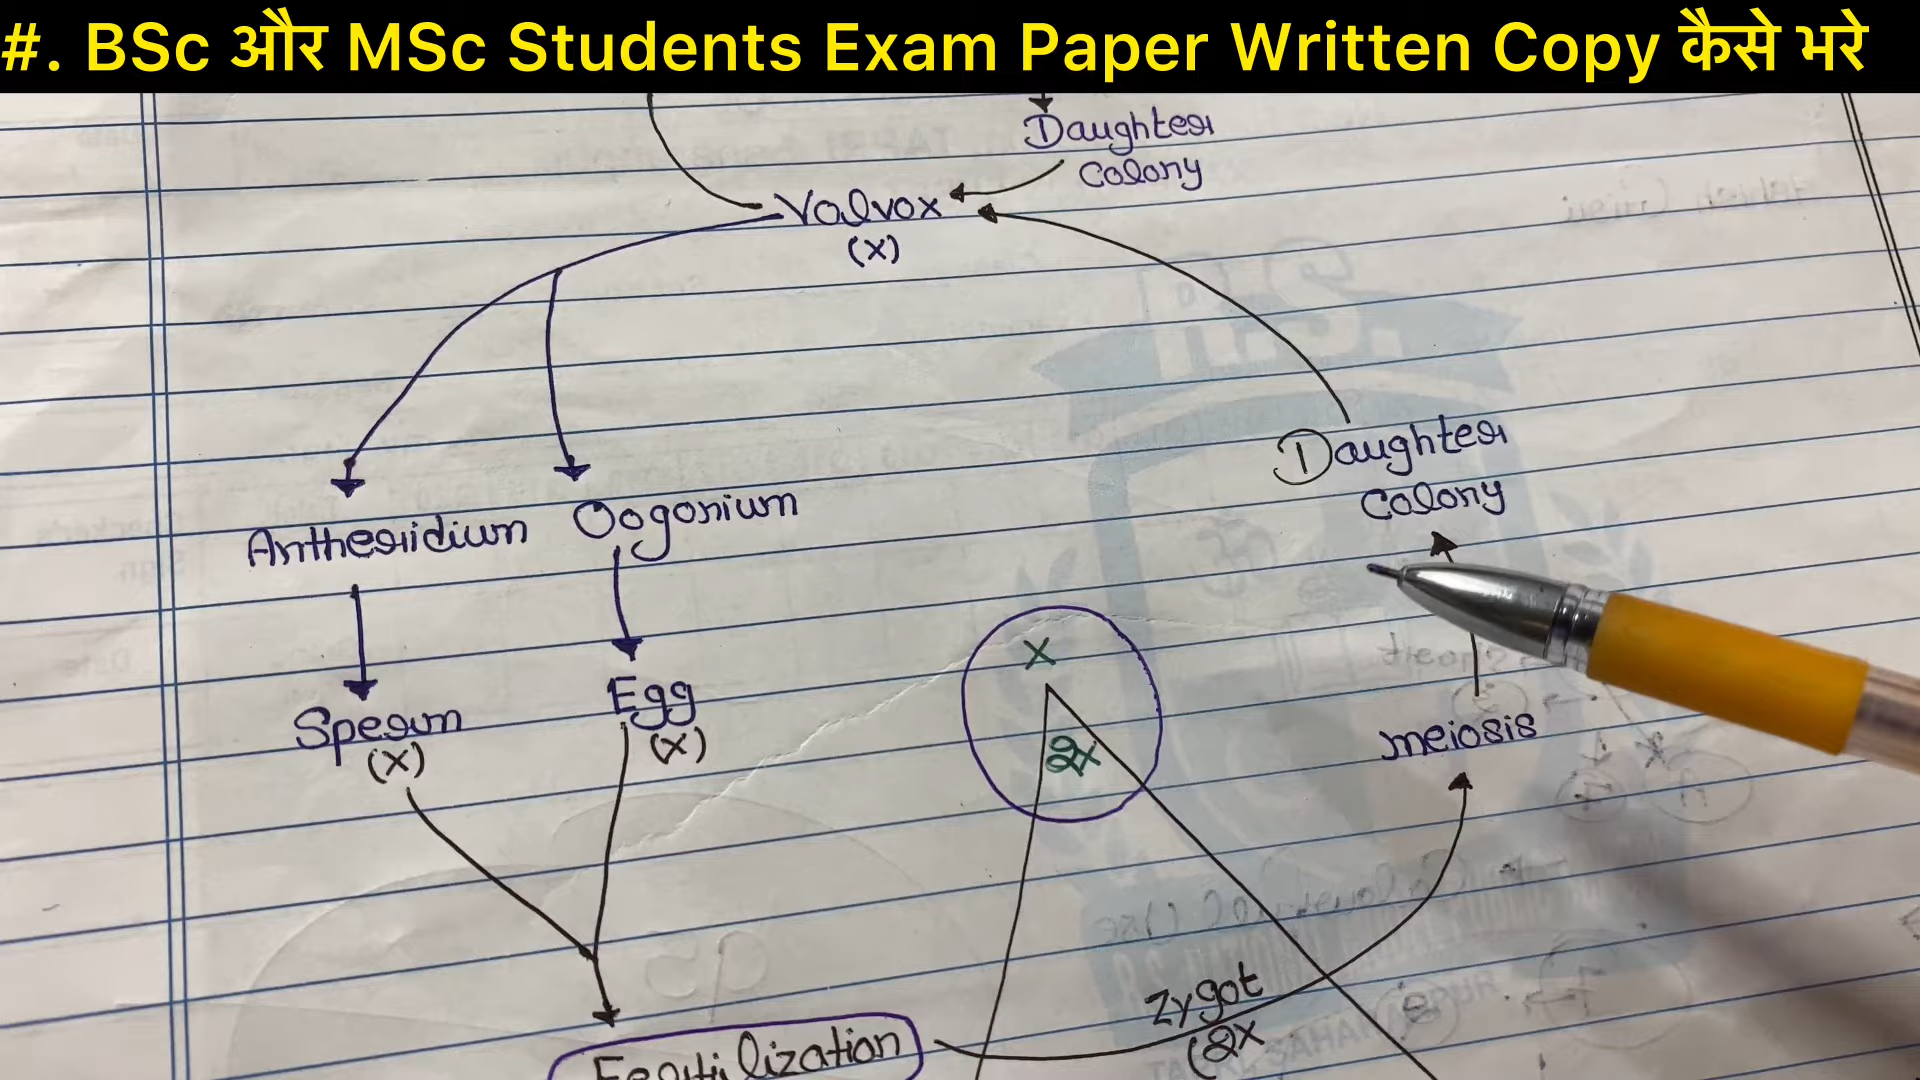 #. BSc और MSc Students Exam Paper Written Copy कैसे भरे
Daughter
Colony
Valvox
(X)
Daughter
Colony
Antheridium Oogonium
X
Sperm
(X)
Egg
(X)
2X
meiosis
Zygot
(2X
Fertilization